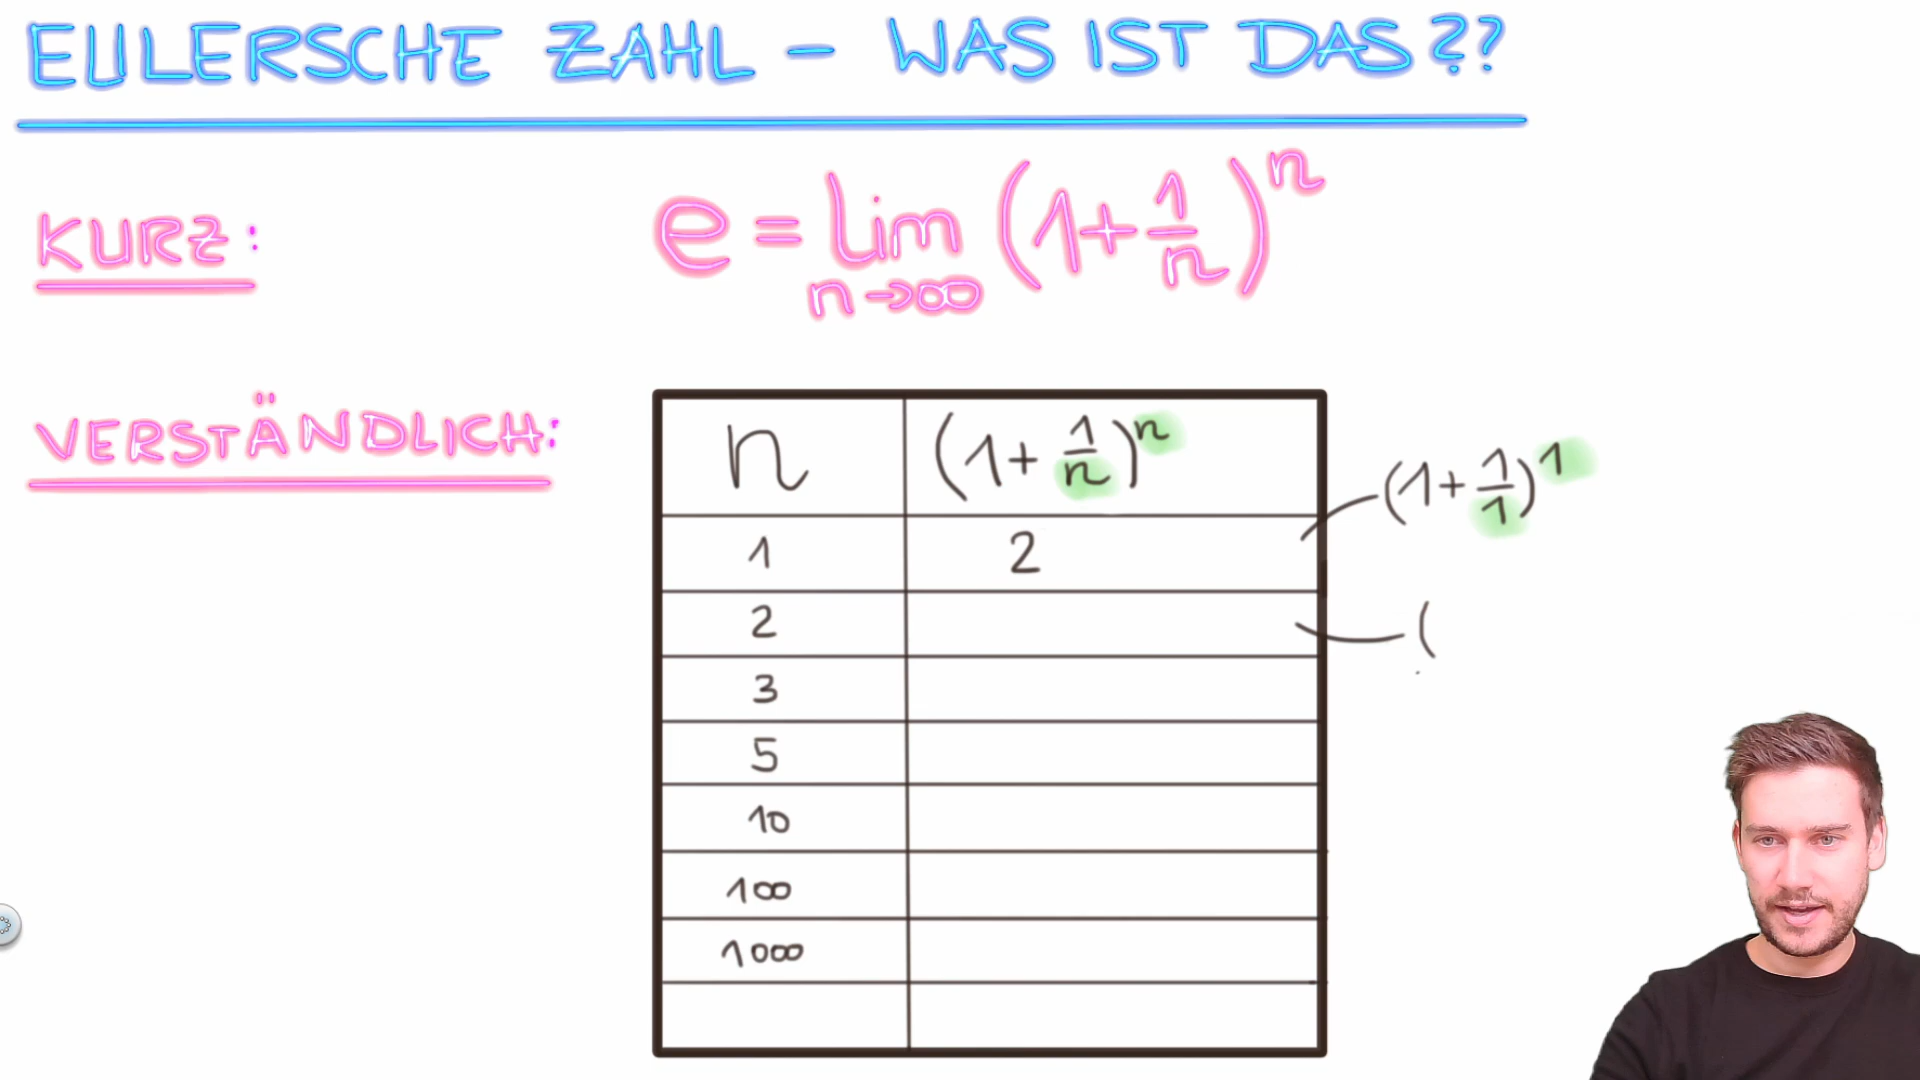 EULERSCHE ZAHL – WAS IST DAS??
KURZ: e = lim n→∞ (1+1/n)^n
VERSTÄNDLICH:
n (1+1/n)^n
(1+1/1)^1
1 2
2 (
3
5
10
100
1000